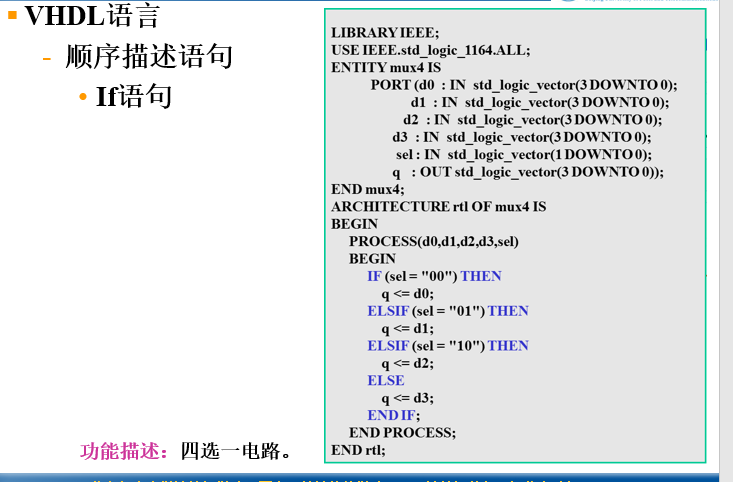 VHDL语言
- 顺序描述语句
• If语句
LIBRARY IEEE;
USE IEEE.std_logic_1164.ALL;
ENTITY mux4 IS
PORT (d0 : IN std_logic_vector(3 DOWNTO 0);
d1 : IN std_logic_vector(3 DOWNTO 0);
d2 : IN std_logic_vector(3 DOWNTO 0);
d3 : IN std_logic_vector(3 DOWNTO 0);
sel : IN std_logic_vector(1 DOWNTO 0);
q : OUT std_logic_vector(3 DOWNTO 0));
END mux4;
ARCHITECTURE rtl OF mux4 IS
BEGIN
PROCESS(d0,d1,d2,d3,sel)
BEGIN
IF (sel = "00") THEN
q <= d0;
ELSIF (sel = "01") THEN
q <= d1;
ELSIF (sel = "10") THEN
q <= d2;
ELSE
q <= d3;
END IF;
END PROCESS;
END rtl;
功能描述：四选一电路。